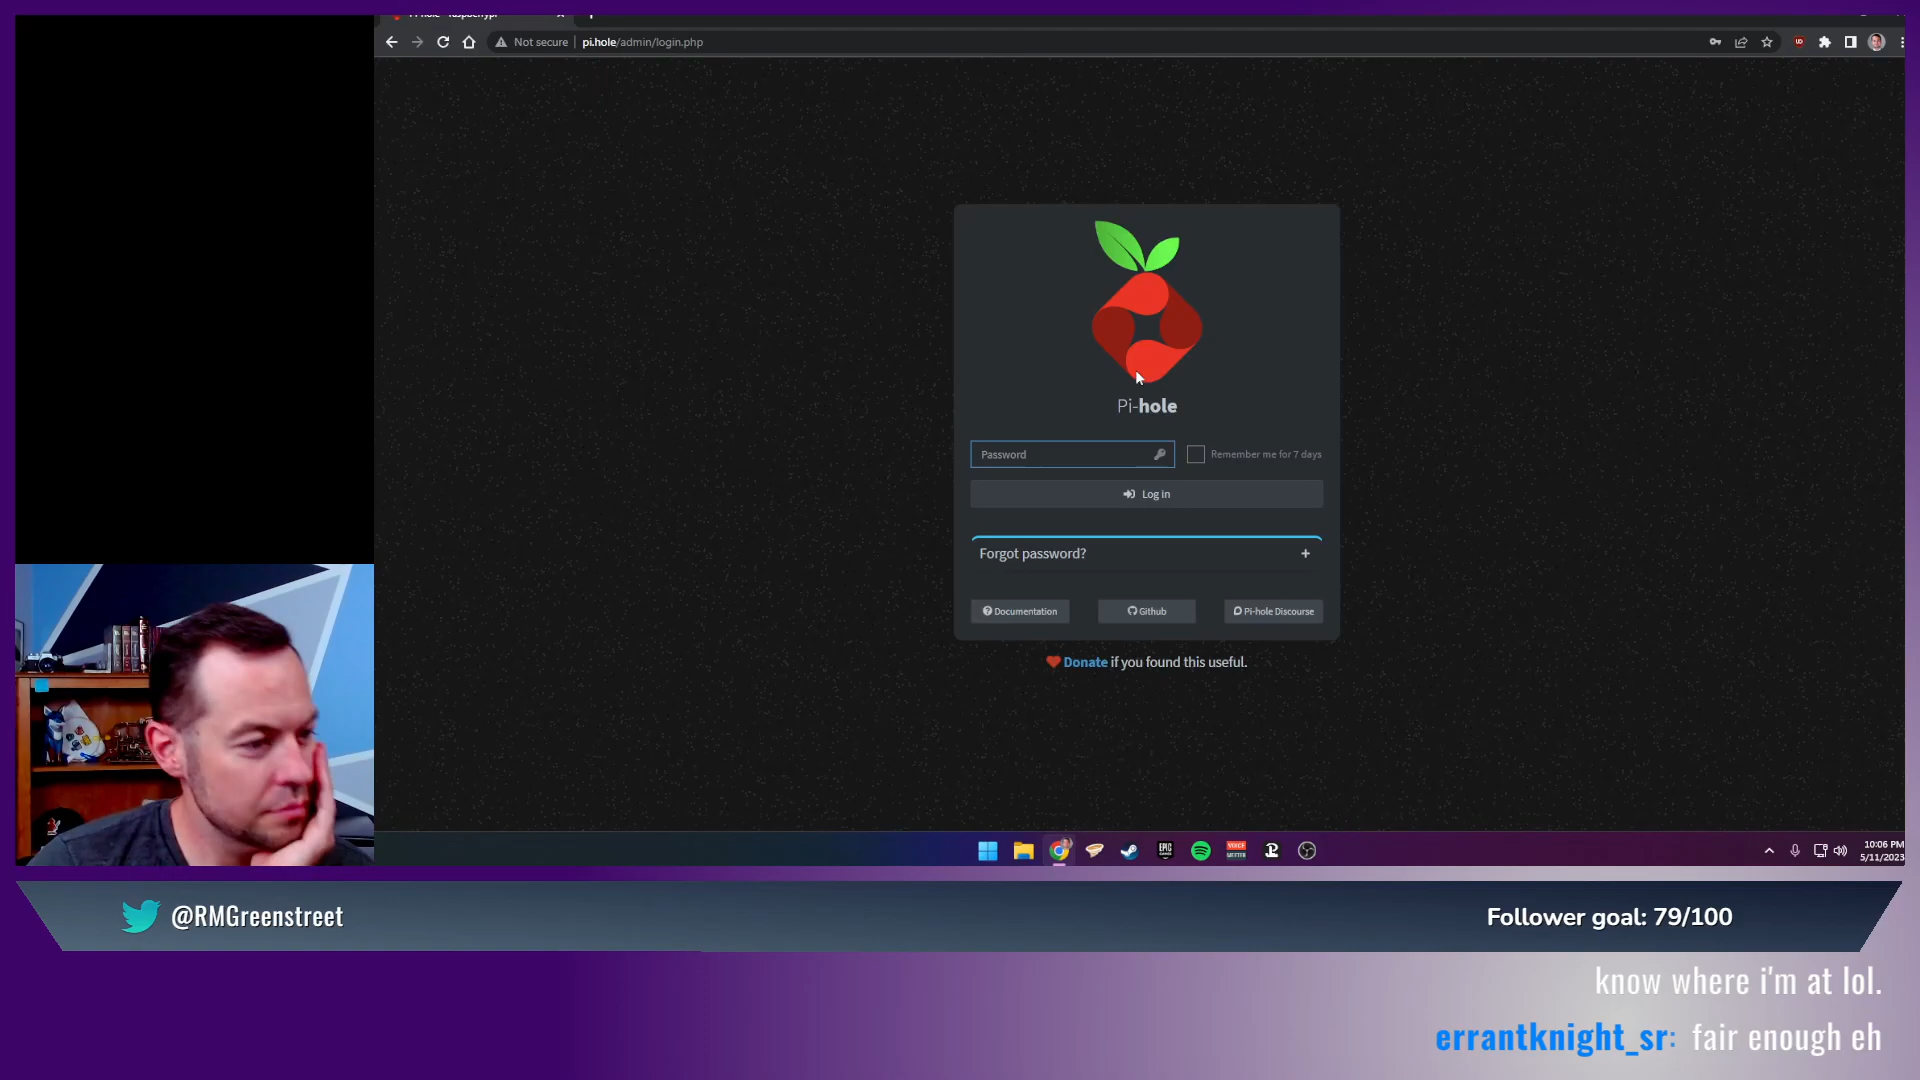 Not secure
pi.hole/admin/login.php
Pi-hole
Password
Remember me for 7 days
Log in
Forgot password?
+
Documentation
Github
Pi-hole Discourse
Donate if you found this useful.
EPIC
10:06 PM
5/11/2023
@RMGreenstreet
Follower goal: 79/100
know where i'm at lol.
errantknight_sr: fair enough eh